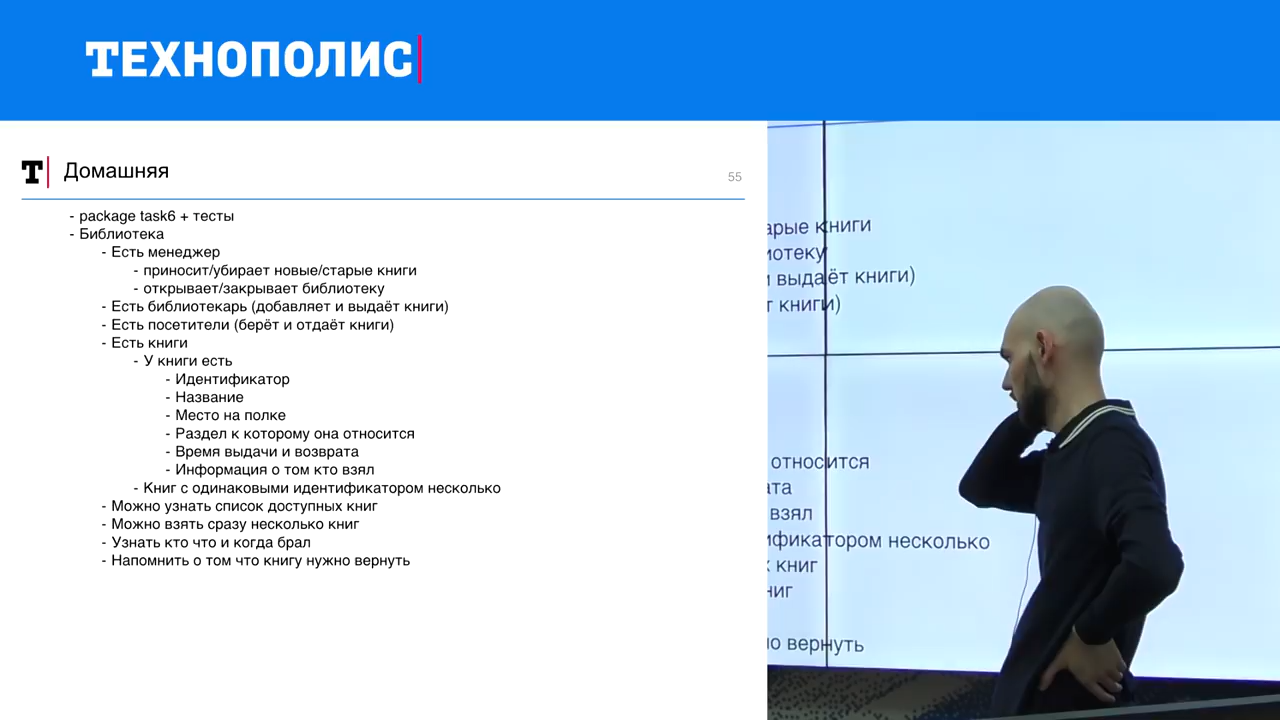 ТЕХНОПОЛИС
Т Домашняя
55
- package task6 + тесты
- Библиотека
- Есть менеджер
- приносит/убирает новые/старые книги
- открывает/закрывает библиотеку
- Есть библиотекарь (добавляет и выдаёт книги)
- Есть посетители (берёт и отдаёт книги)
- Есть книги
- У книги есть
- Идентификатор
- Название
- Место на полке
- Раздел к которому она относится
- Время выдачи и возврата
- Информация о том кто взял
- Книг с одинаковыми идентификатором несколько
- Можно узнать список доступных книг
- Можно взять сразу несколько книг
- Узнать кто что и когда брал
- Напомнить о том что книгу нужно вернуть
арые книги
иотеку
и выдаёт книги)
т книги)
относится
ата
взял
ификатором несколько
х книг
ниг
но вернуть